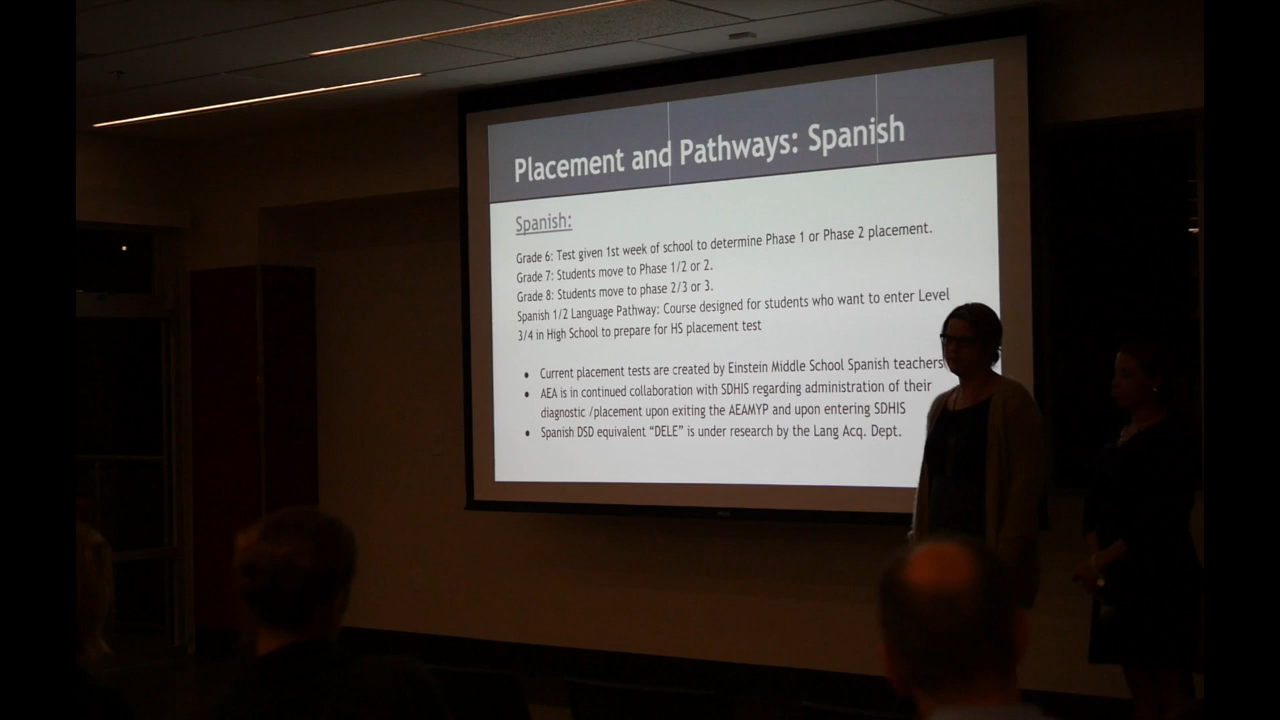 Placement and Pathways: Spanish
Spanish:
Grade 6: Test given 1st week of school to determine Phase 1 or Phase 2 placement.
Grade 7: Students move to Phase 1/2 or 2.
Grade 8: Students move to phase 2/3 or 3.
Spanish 1/2 Language Pathway: Course designed for students who want to enter Level
3/4 in High School to prepare for HS placement test
● Current placement tests are created by Einstein Middle School Spanish teachers
● AEA is in continued collaboration with SDHIS regarding administration of their
diagnostic /placement upon exiting the AEAMYP and upon entering SDHIS
● Spanish DSD equivalent “DELE” is under research by the Lang Acq. Dept.